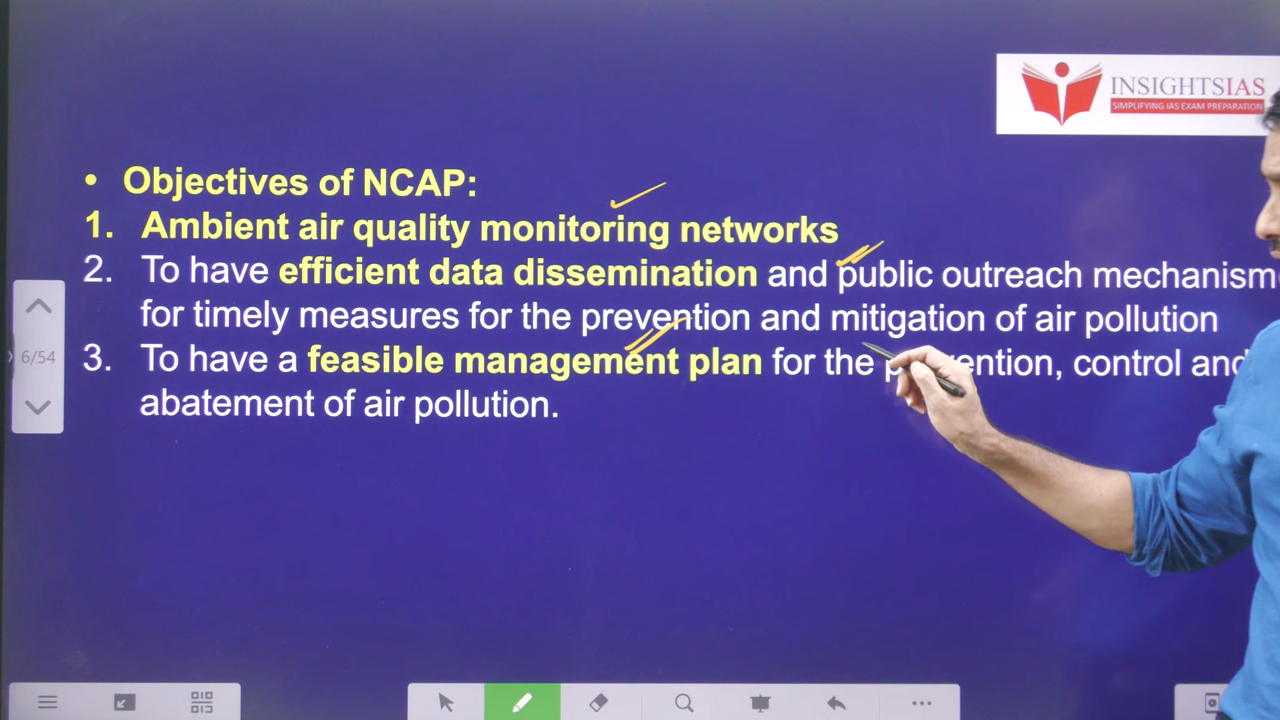 INSIGHTSIAS
SIMPLIFYING IAS EXAM PREPARATION
• Objectives of NCAP:
1. Ambient air quality monitoring networks
2. To have efficient data dissemination and public outreach mechanism
for timely measures for the prevention and mitigation of air pollution
3. To have a feasible management plan for the control and
abatement of air pollution.
6/54